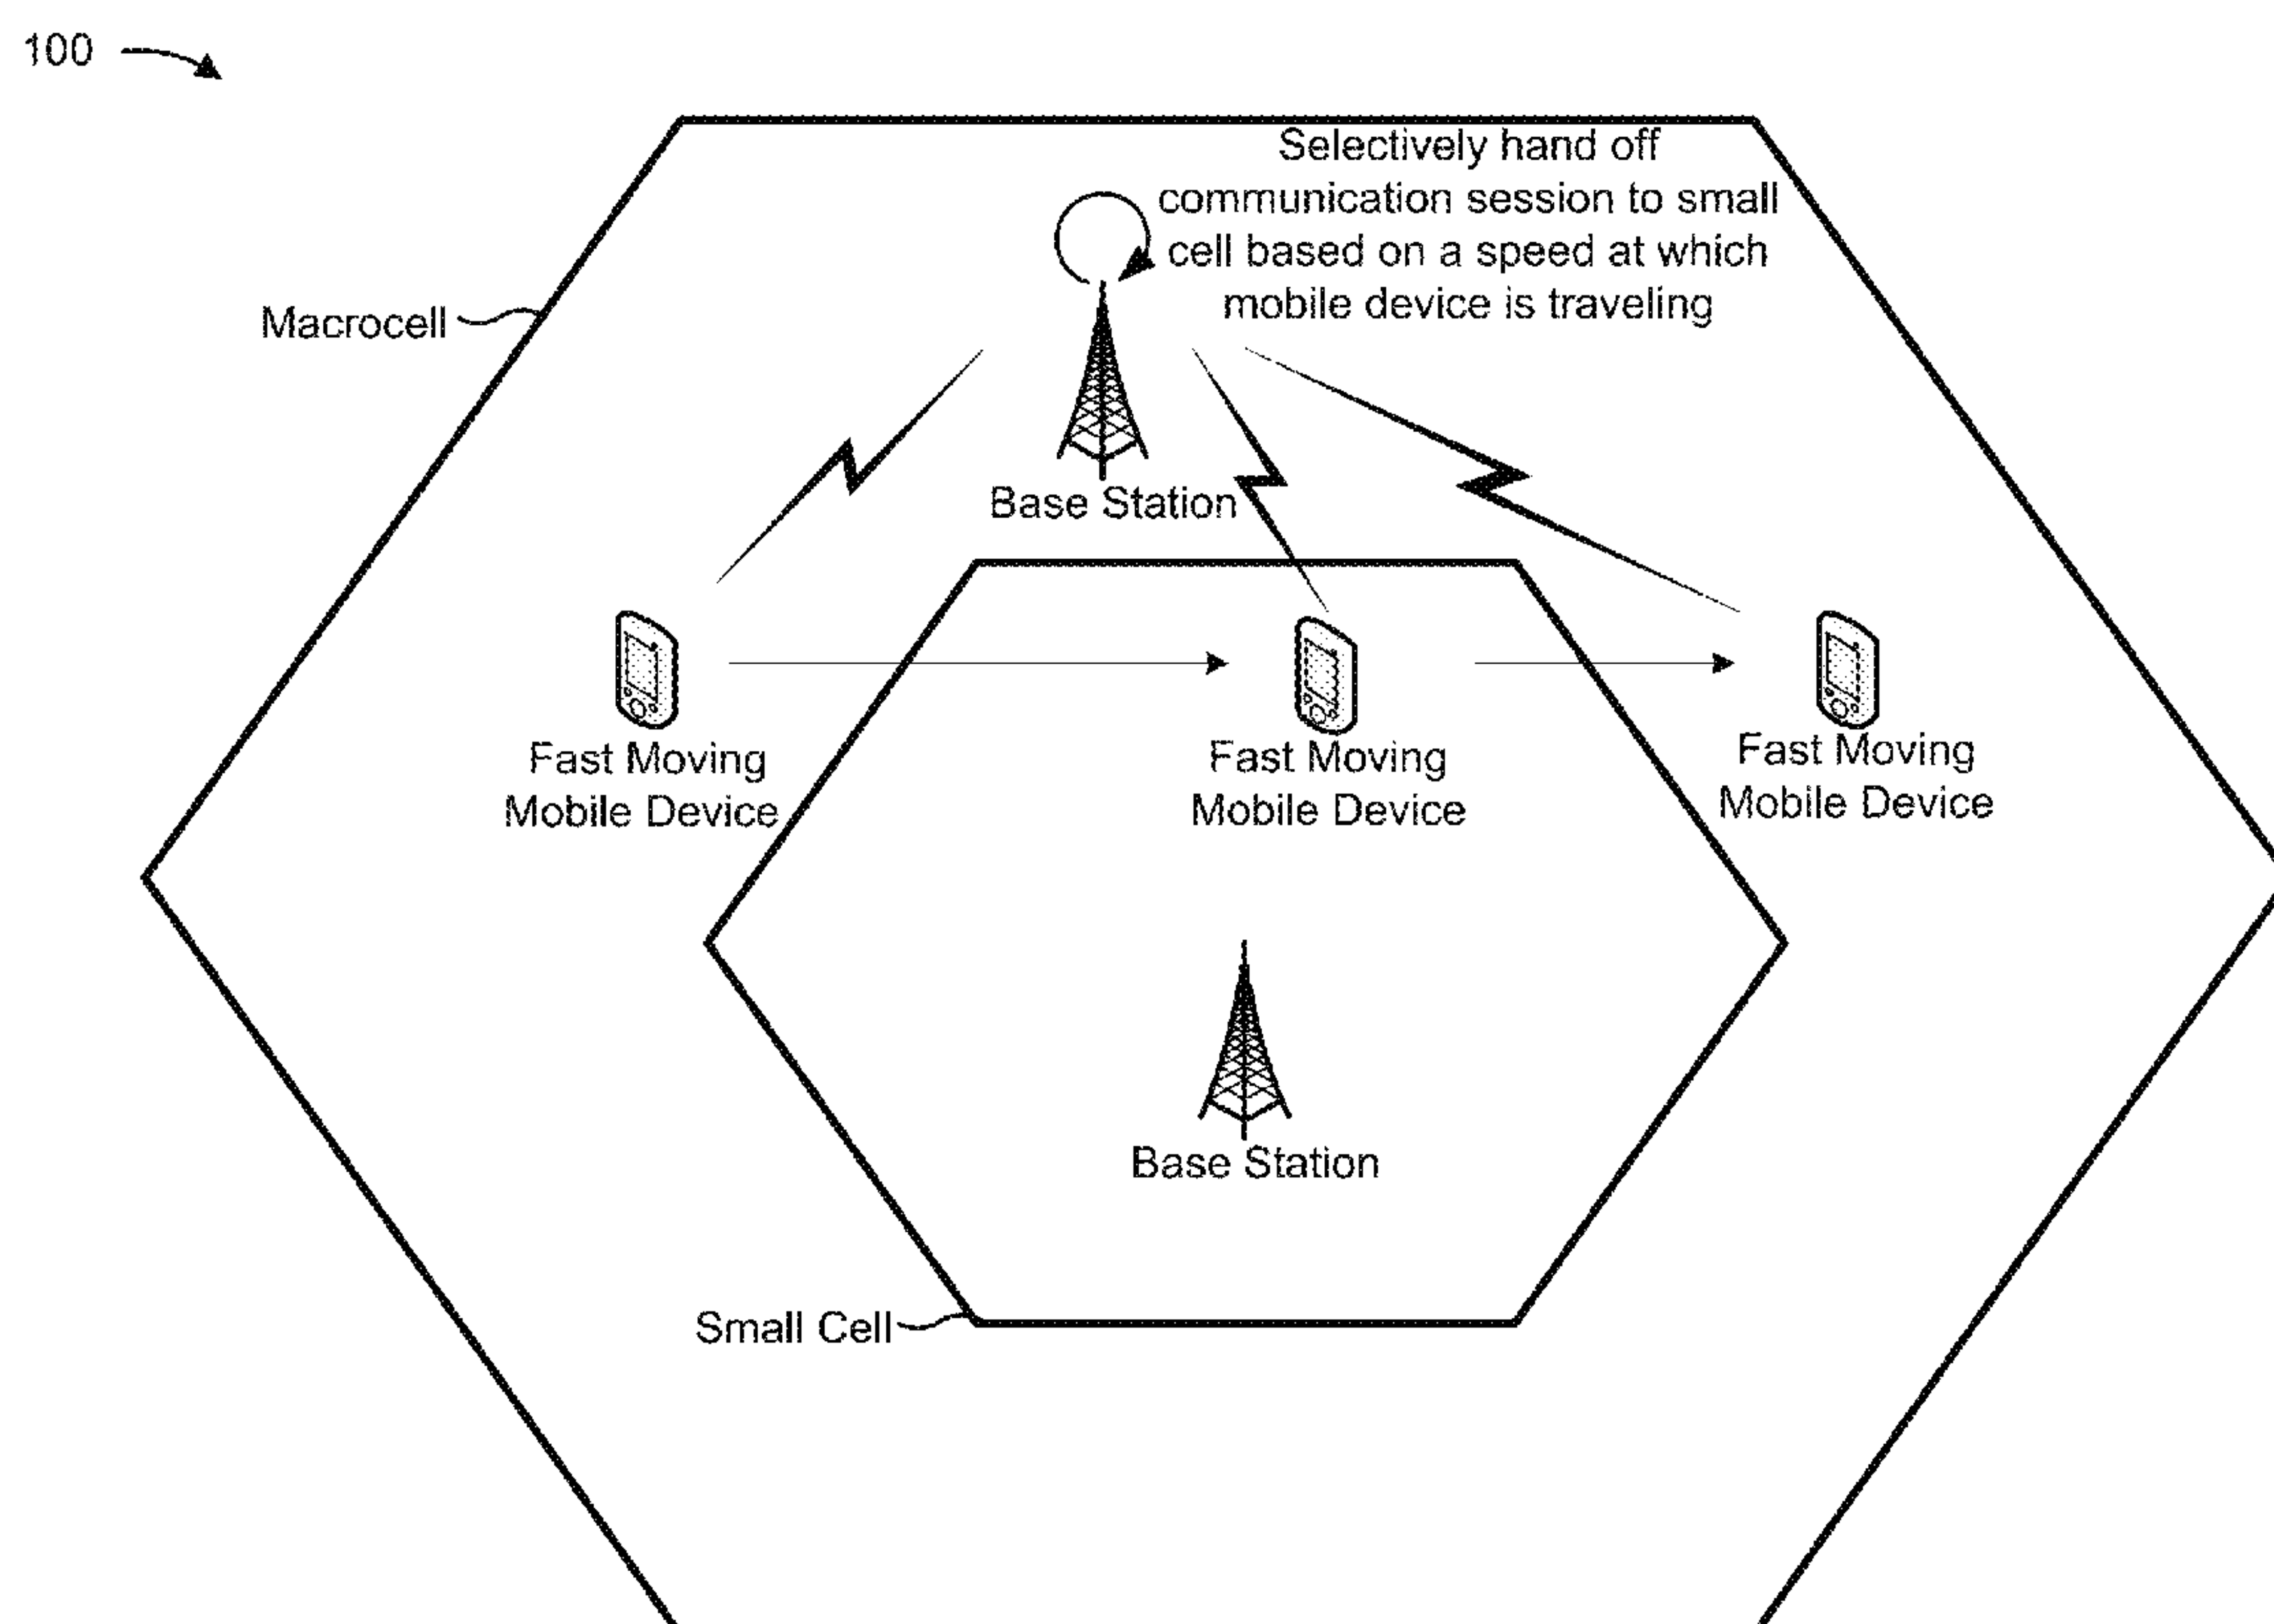 100
Selectively hand off
communication session to small
cell based on a speed at which
mobile device is traveling
Macrocell
Base Station
Fast Moving
Mobile Device
Fast Moving
Mobile Device
Fast Moving
Mobile Device
Base Station
Small Cell